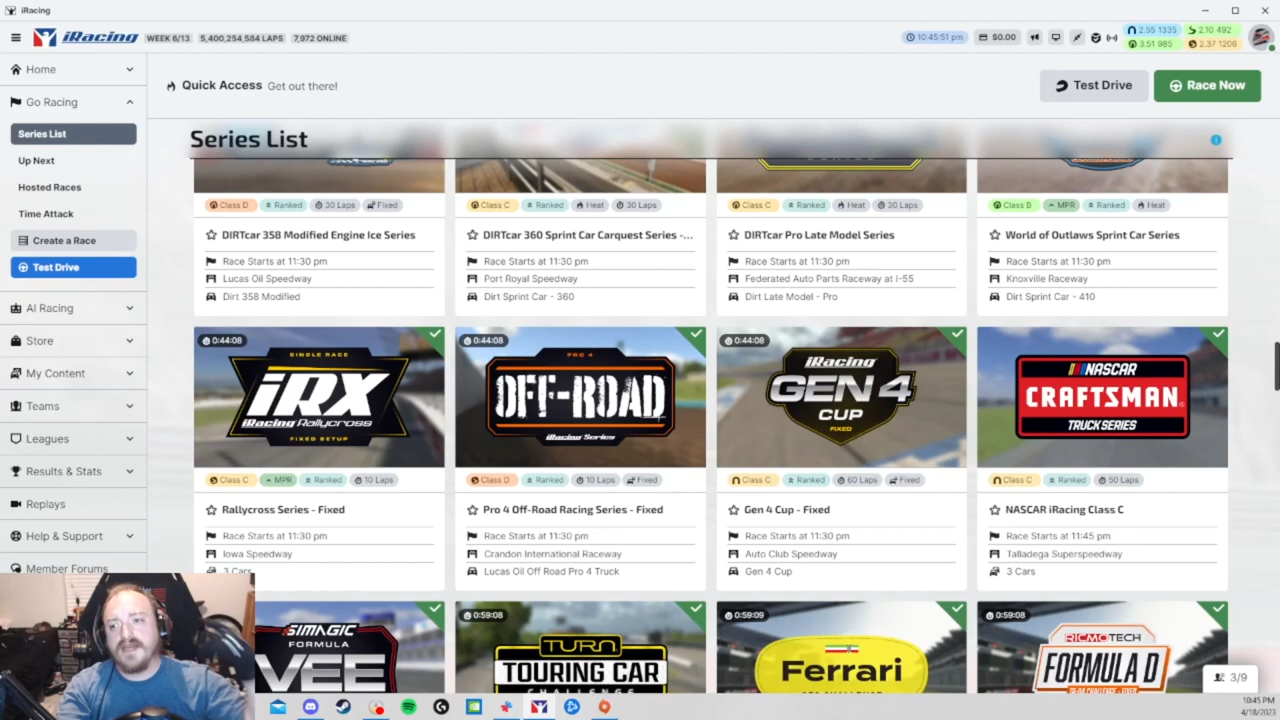 iRacing
iRacing WEEK 6/13 5,400,254,584 LAPS 7,972 ONLINE 10:45:51 pm $0.00 2.55 1335 2.10 492
3.51 985 2.37 1206
Home
Go Racing
Series List
Up Next
Hosted Races
Time Attack
Create a Race
Test Drive
AI Racing
Store
My Content
Teams
Leagues
Results & Stats
Replays
Help & Support
Member Forums
Quick Access Get out there! Test Drive Race Now
Series List
Class D Ranked 30 Laps Fixed
DIRTcar 358 Modified Engine Ice Series
Race Starts at 11:30 pm
Lucas Oil Speedway
Dirt 358 Modified
Class C Ranked Heat 30 Laps
DIRTcar 360 Sprint Car Carquest Series -...
Race Starts at 11:30 pm
Port Royal Speedway
Dirt Sprint Car - 360
Class C Ranked Heat 30 Laps
DIRTcar Pro Late Model Series
Race Starts at 11:30 pm
Federated Auto Parts Raceway at I-55
Dirt Late Model - Pro
Class B MPR Ranked Heat
World of Outlaws Sprint Car Series
Race Starts at 11:30 pm
Knoxville Raceway
Dirt Sprint Car - 410
0:44:08
SINGLE RACE
iRX
iRacing Rallycross
FIXED SETUP
Class C MPR Ranked 10 Laps
Rallycross Series - Fixed
Race Starts at 11:30 pm
Iowa Speedway
3 Cars
0:44:08
PRO 4
OFF-ROAD
iRacing Series
Class D Ranked 10 Laps Fixed
Pro 4 Off-Road Racing Series - Fixed
Race Starts at 11:30 pm
Crandon International Raceway
Lucas Oil Off Road Pro 4 Truck
0:44:08
iRacing
GEN 4
CUP
FIXED
Class C Ranked 60 Laps Fixed
Gen 4 Cup - Fixed
Race Starts at 11:30 pm
Auto Club Speedway
Gen 4 Cup
NASCAR
CRAFTSMAN
TRUCK SERIES
Class C Ranked 50 Laps
NASCAR iRacing Class C
Race Starts at 11:45 pm
Talladega Superspeedway
3 Cars
SIMAGIC
FORMULA
VEE
0:59:08
TURN
TOURING CAR
CHALLENGE
0:59:09
Ferrari
0:59:08
RICMOTECH
FORMULA D
3/9
10:45 PM
4/18/2023